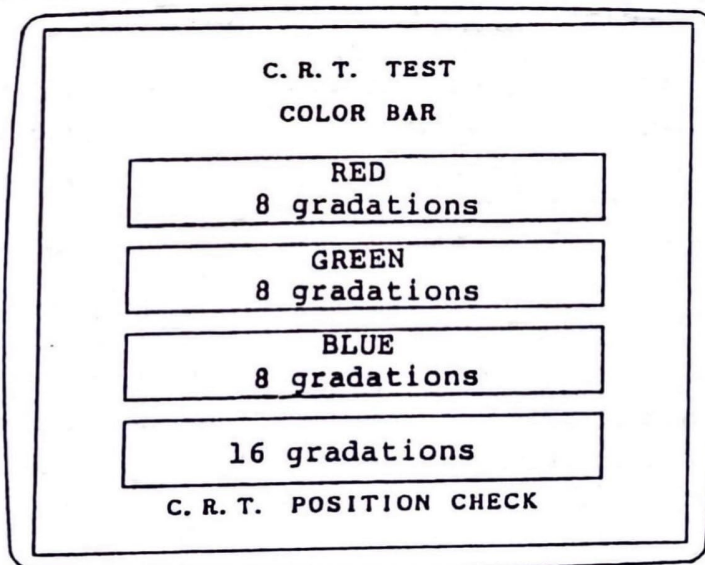 C. R. T. TEST
COLOR BAR
RED
8 gradations
GREEN
8 gradations
BLUE
8 gradations
16 gradations
C. R. T. POSITION CHECK